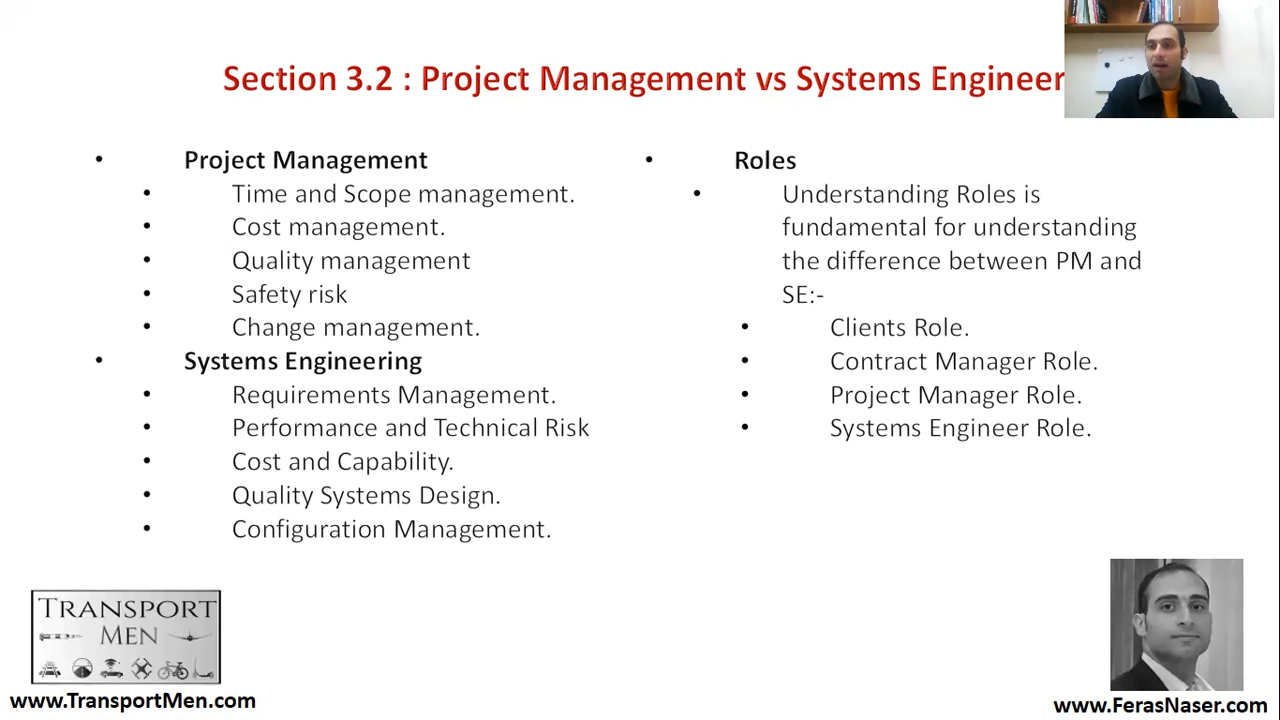 Section 3.2 : Project Management vs Systems Engineer
• Project Management
• Time and Scope management.
• Cost management.
• Quality management
• Safety risk
• Change management.
• Systems Engineering
• Requirements Management.
• Performance and Technical Risk
• Cost and Capability.
• Quality Systems Design.
• Configuration Management.
• Roles
• Understanding Roles is
fundamental for understanding
the difference between PM and
SE:-
• Clients Role.
• Contract Manager Role.
• Project Manager Role.
• Systems Engineer Role.
TRANSPORT
MEN
www.TransportMen.com
www.FerasNaser.com